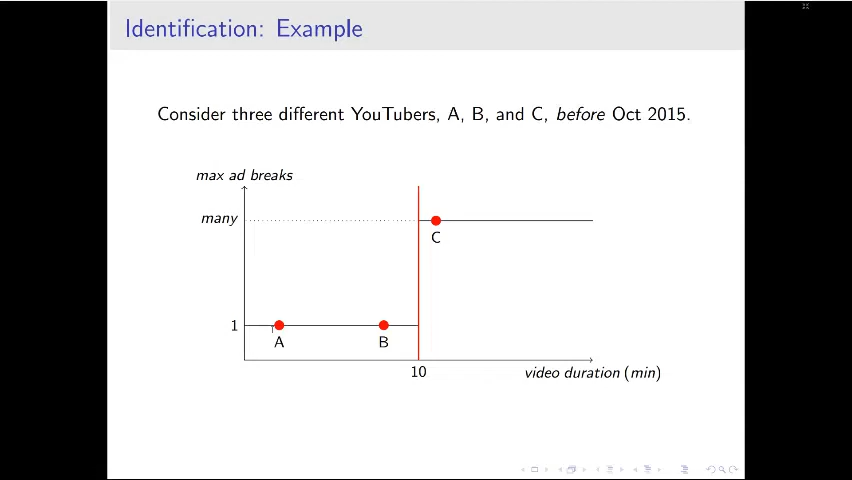 Identification: Example
Consider three different YouTubers, A, B, and C, before Oct 2015.
max ad breaks
many
C
1
A
B
10
video duration (min)